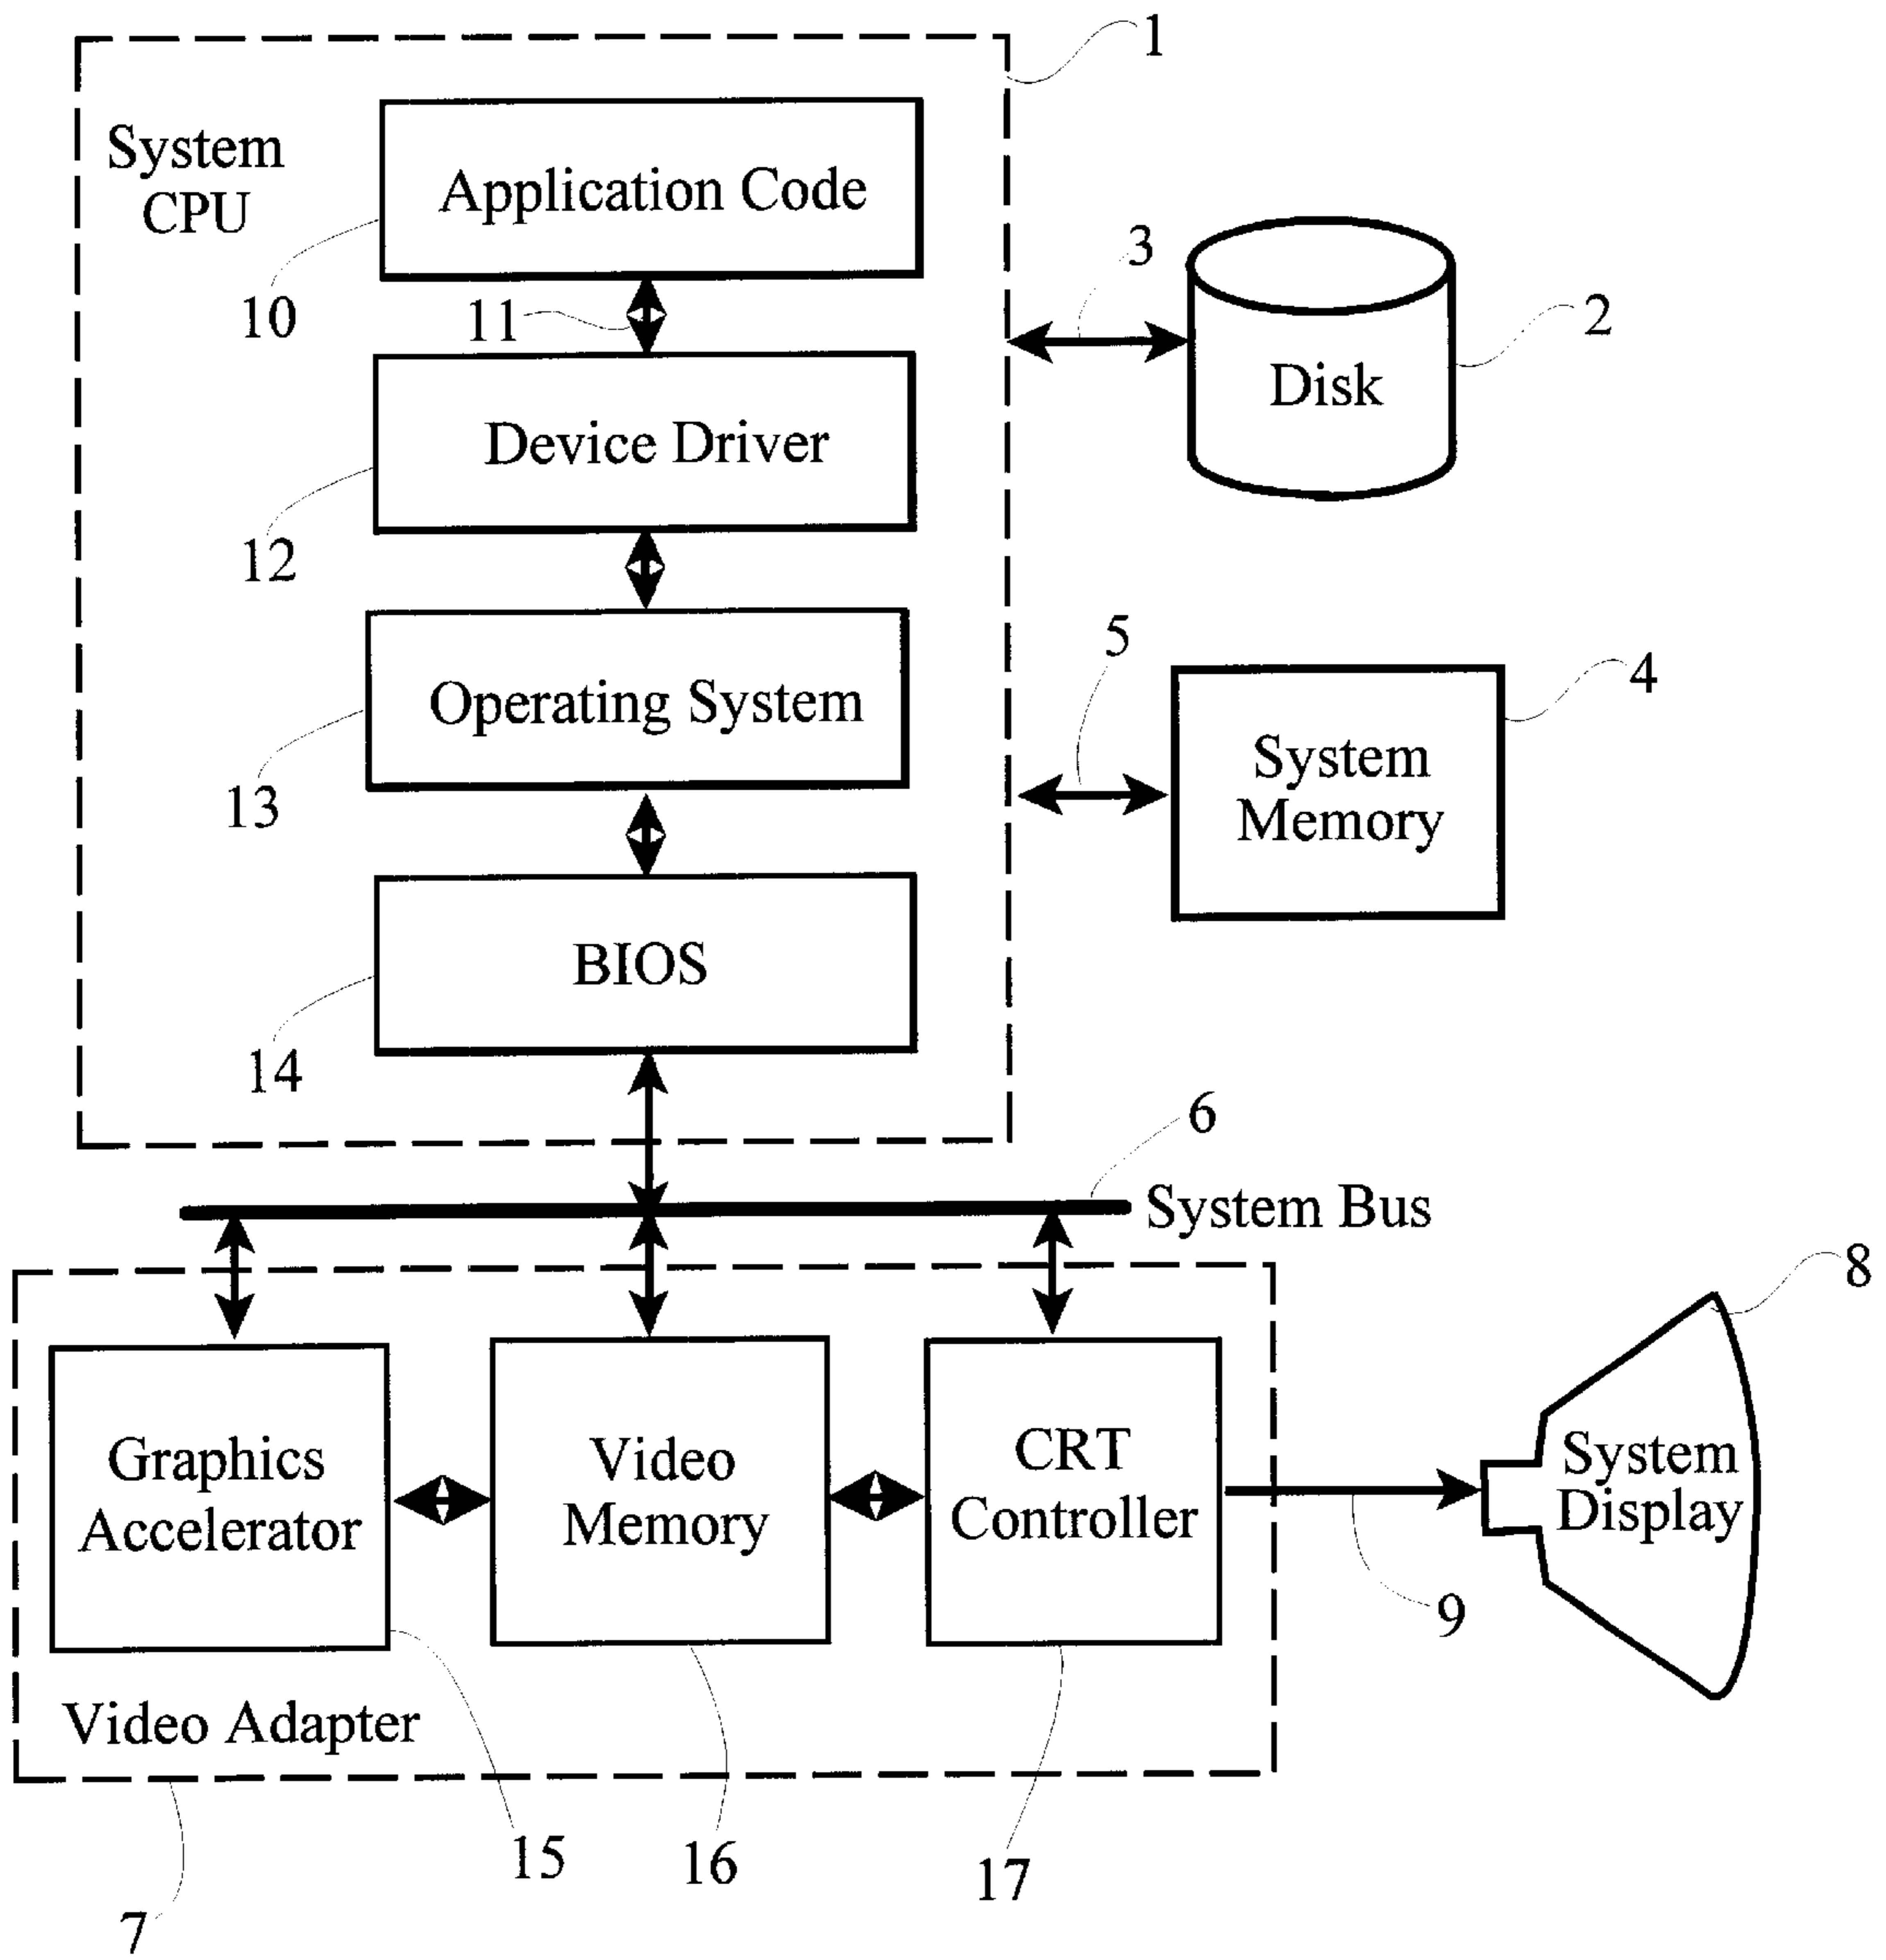 1
System
CPU
Application Code
10
11
3
2
Disk
Device Driver
12
5
4
Operating System
13
System
Memory
BIOS
14
6
System Bus
8
Graphics
Accelerator
Video
Memory
CRT
Controller
System
Display
9
Video Adapter
15
16
17
7